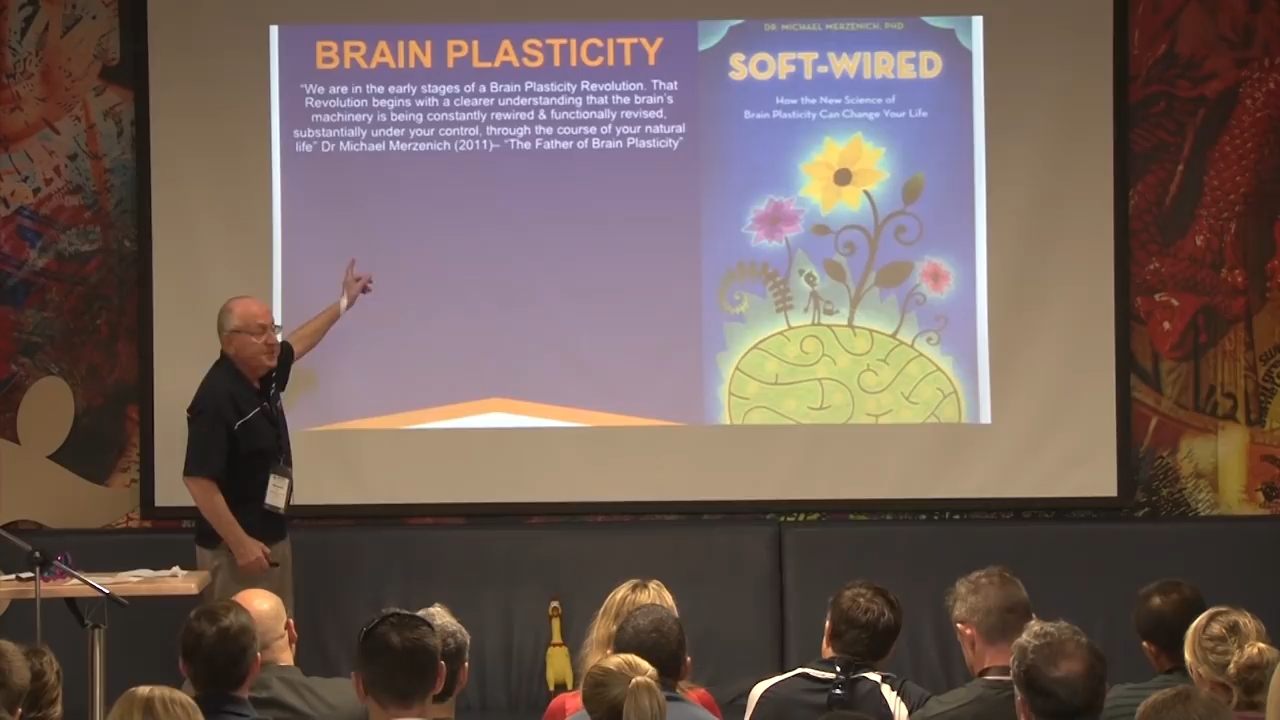 BRAIN PLASTICITY
“We are in the early stages of a Brain Plasticity Revolution. That
Revolution begins with a clearer understanding that the brain’s
machinery is being constantly rewired & functionally revised,
substantially under your control, through the course of your natural
life” Dr Michael Merzenich (2011)– “The Father of Brain Plasticity”
DR. MICHAEL MERZENICH, PHD
SOFT-WIRED
How the New Science of
Brain Plasticity Can Change Your Life